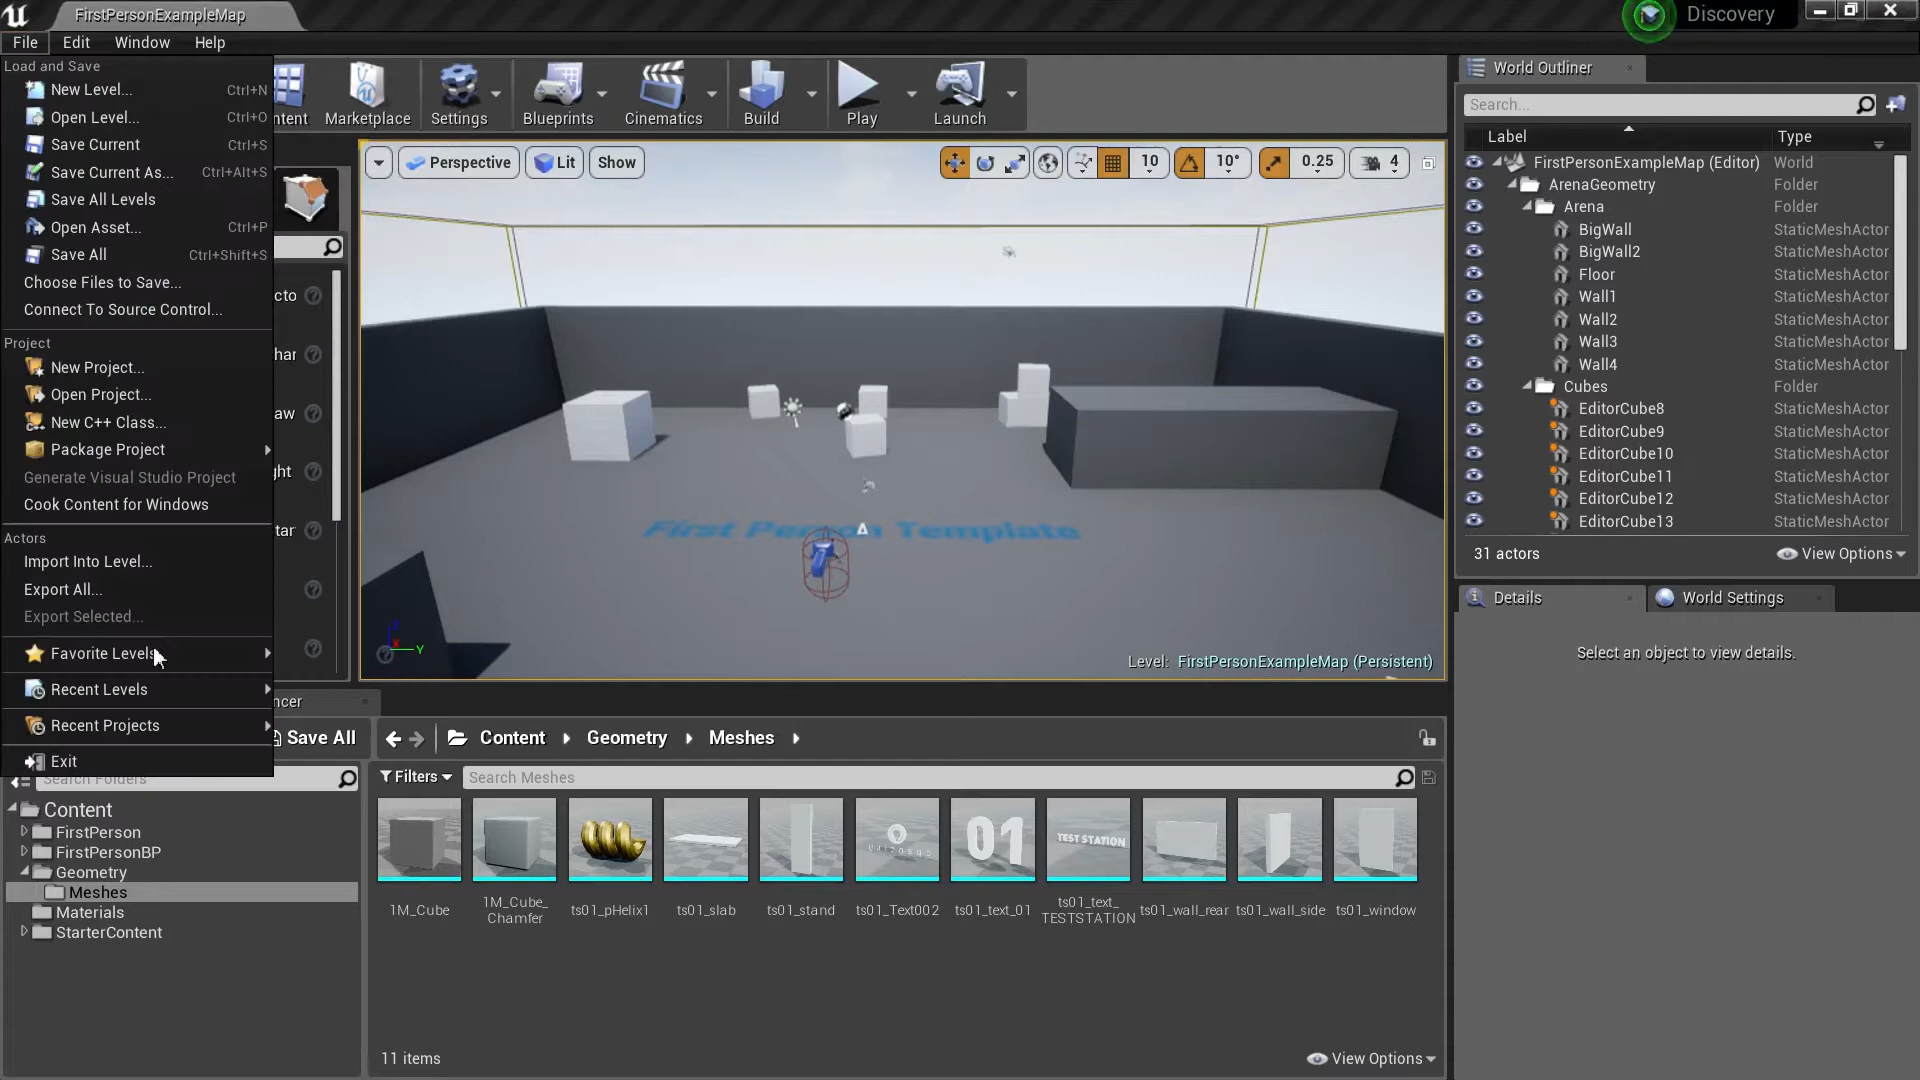 FirstPersonExampleMap
Discovery
File Edit Window Help
Load and Save
New Level... Ctrl+N
Open Level... Ctrl+O
Save Current Ctrl+S
Save Current As... Ctrl+Alt+S
Save All Levels
Open Asset... Ctrl+P
Save All Ctrl+Shift+S
Choose Files to Save...
Connect To Source Control...
Project
New Project...
Open Project...
New C++ Class...
Package Project
Generate Visual Studio Project
Cook Content for Windows
Actors
Import Into Level...
Export All...
Export Selected...
Favorite Levels
Recent Levels
Recent Projects
Exit
ntent Marketplace Settings Blueprints Cinematics Build Play Launch
cto
har
aw
ght
tar
Perspective Lit Show 10 10° 0.25 4
First Person Template
Z
X
Y
Level: FirstPersonExampleMap (Persistent)
World Outliner
Search...
Label Type
FirstPersonExampleMap (Editor) World
ArenaGeometry Folder
Arena Folder
BigWall StaticMeshActor
BigWall2 StaticMeshActor
Floor StaticMeshActor
Wall1 StaticMeshActor
Wall2 StaticMeshActor
Wall3 StaticMeshActor
Wall4 StaticMeshActor
Cubes Folder
EditorCube8 StaticMeshActor
EditorCube9 StaticMeshActor
EditorCube10 StaticMeshActor
EditorCube11 StaticMeshActor
EditorCube12 StaticMeshActor
EditorCube13 StaticMeshActor
31 actors View Options
Details World Settings
Select an object to view details.
ncer
Save All Content Geometry Meshes
Search Folders
Filters Search Meshes
Content
FirstPerson
FirstPersonBP
Geometry
Meshes
Materials
StarterContent
01
TEST STATION
1M_Cube
1M_Cube_
Chamfer
ts01_pHelix1
ts01_slab
ts01_stand
ts01_Text002
ts01_text_01
ts01_text_
TESTSTATION
ts01_wall_rear
ts01_wall_side
ts01_window
11 items View Options